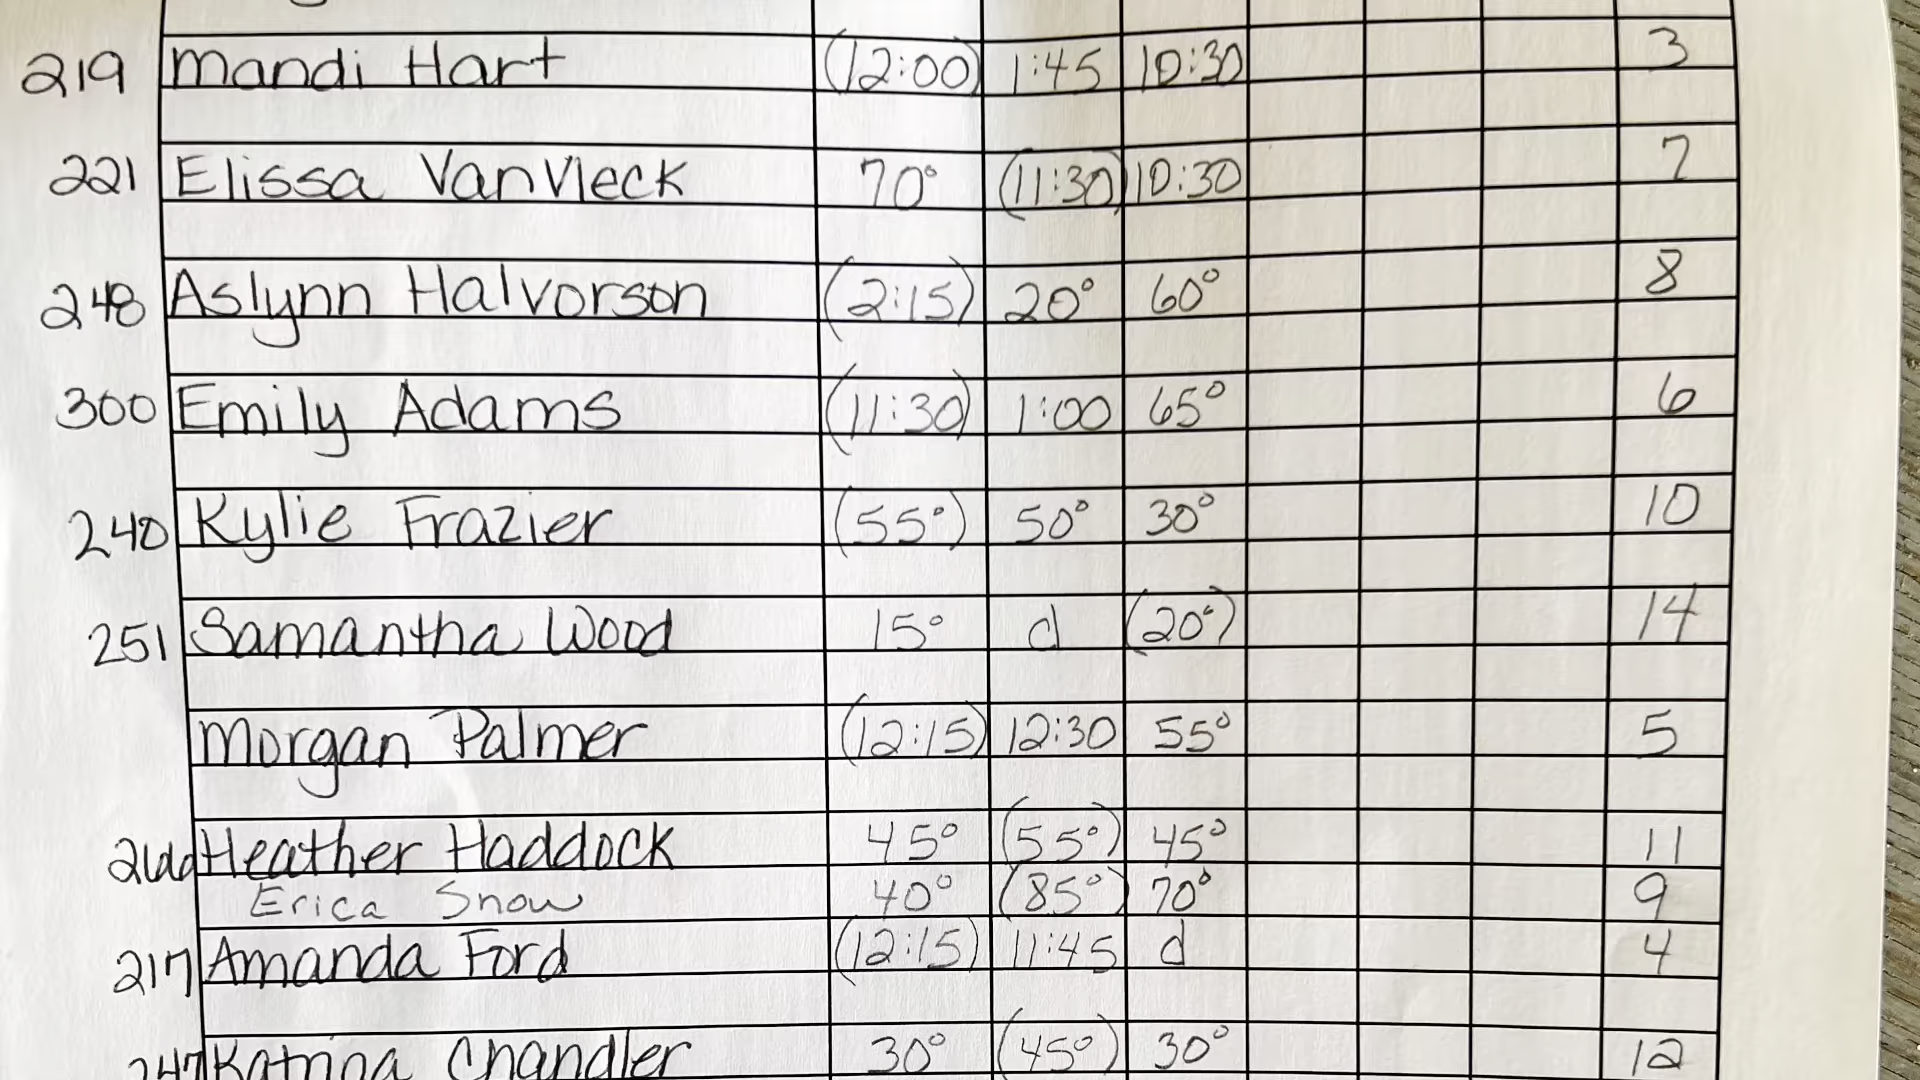 219 Mandi Hart (12:00) 1:45 10:30 3
221 Elissa VanVleck 70° (11:30) 10:30 7
248 Aslynn Halvorson (2:15) 20° 60° 8
300 Emily Adams (11:30) 1:00 65° 6
240 Kylie Frazier (55°) 50° 30° 10
251 Samantha Wood 15° d (20°) 14
Morgan Palmer (12:15) 12:30 55° 5
Heather Haddock 45° (55°) 45° 11
Erica Snow 40° (85°) 70° 9
217 Amanda Ford (12:15) 11:45 d 4
247 Katrina Chandler 30° (45°) 30° 12